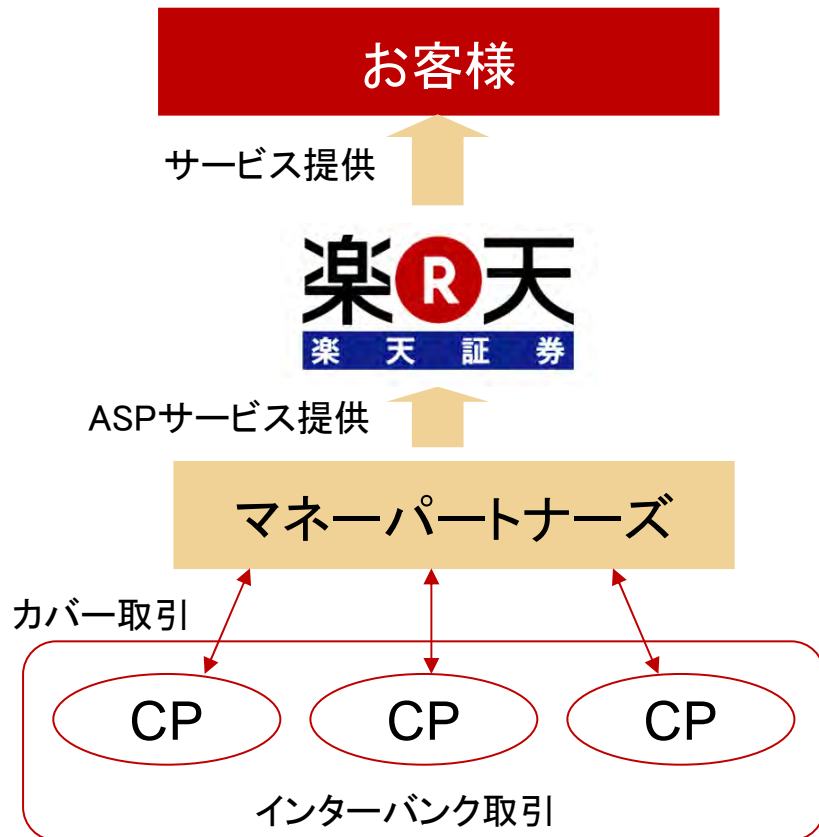 お客様
サービス提供
楽R天
楽天証券
ASPサービス提供
マネーパートナーズ
カバー取引
CP CP CP
インターバンク取引